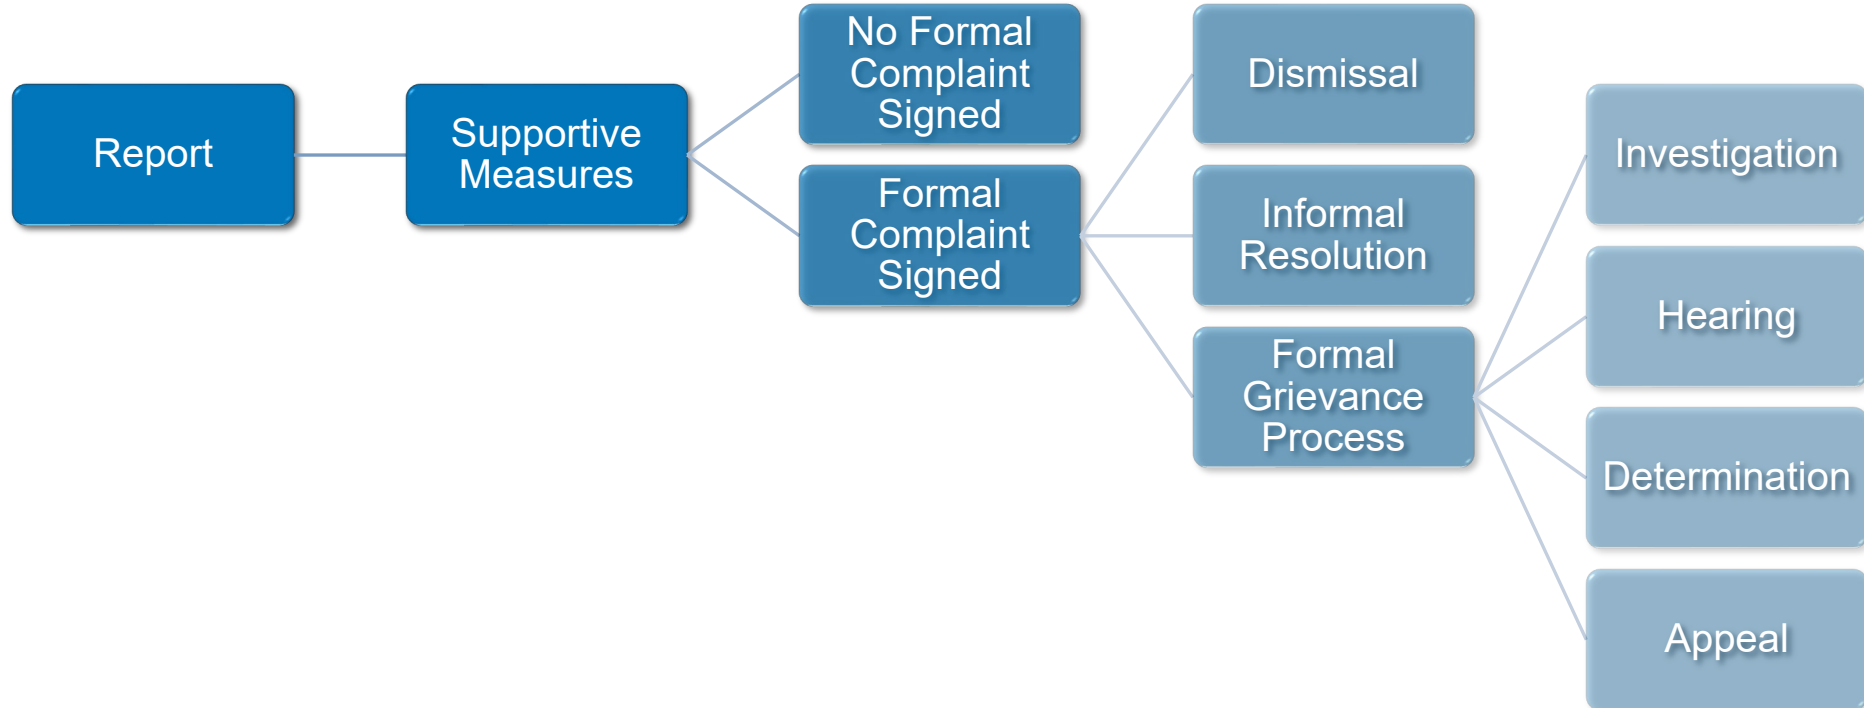 Report
Supportive
Measures
No Formal
Complaint
Signed
Formal
Complaint
Signed
Dismissal
Informal
Resolution
Formal
Grievance
Process
Investigation
Hearing
Determination
Appeal